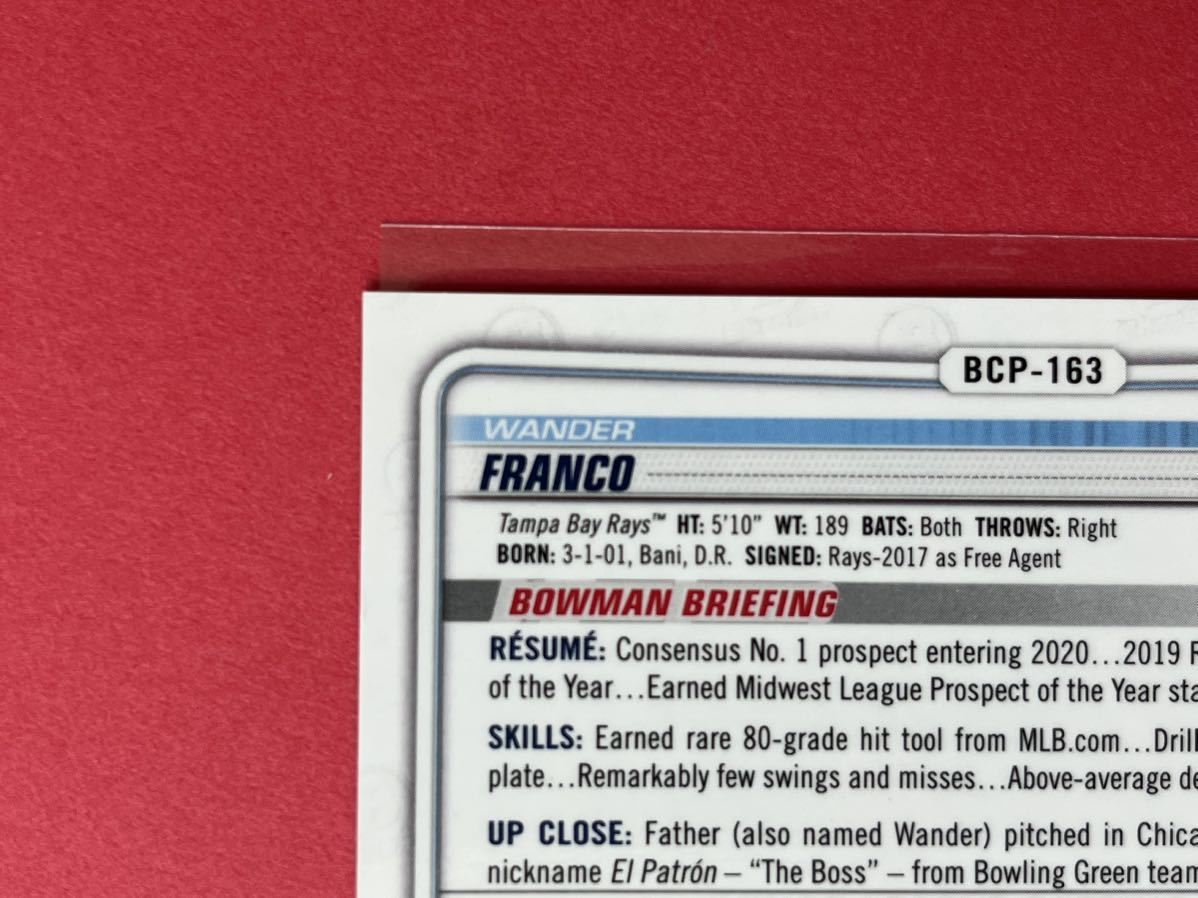 BCP-163
WANDER
FRANCO
Tampa Bay Rays™ HT: 5'10" WT: 189 BATS: Both THROWS: Right
BORN: 3-1-01, Bani, D.R. SIGNED: Rays-2017 as Free Agent
BOWMAN BRIEFING
RÉSUMÉ: Consensus No. 1 prospect entering 2020...2019
of the Year...Earned Midwest League Prospect of the Year
SKILLS: Earned rare 80-grade hit tool from MLB.com...
plate...Remarkably few swings and misses...Above-average
UP CLOSE: Father (also named Wander) pitched in
nickname El Patrón – "The Boss" – from Bowling Green team